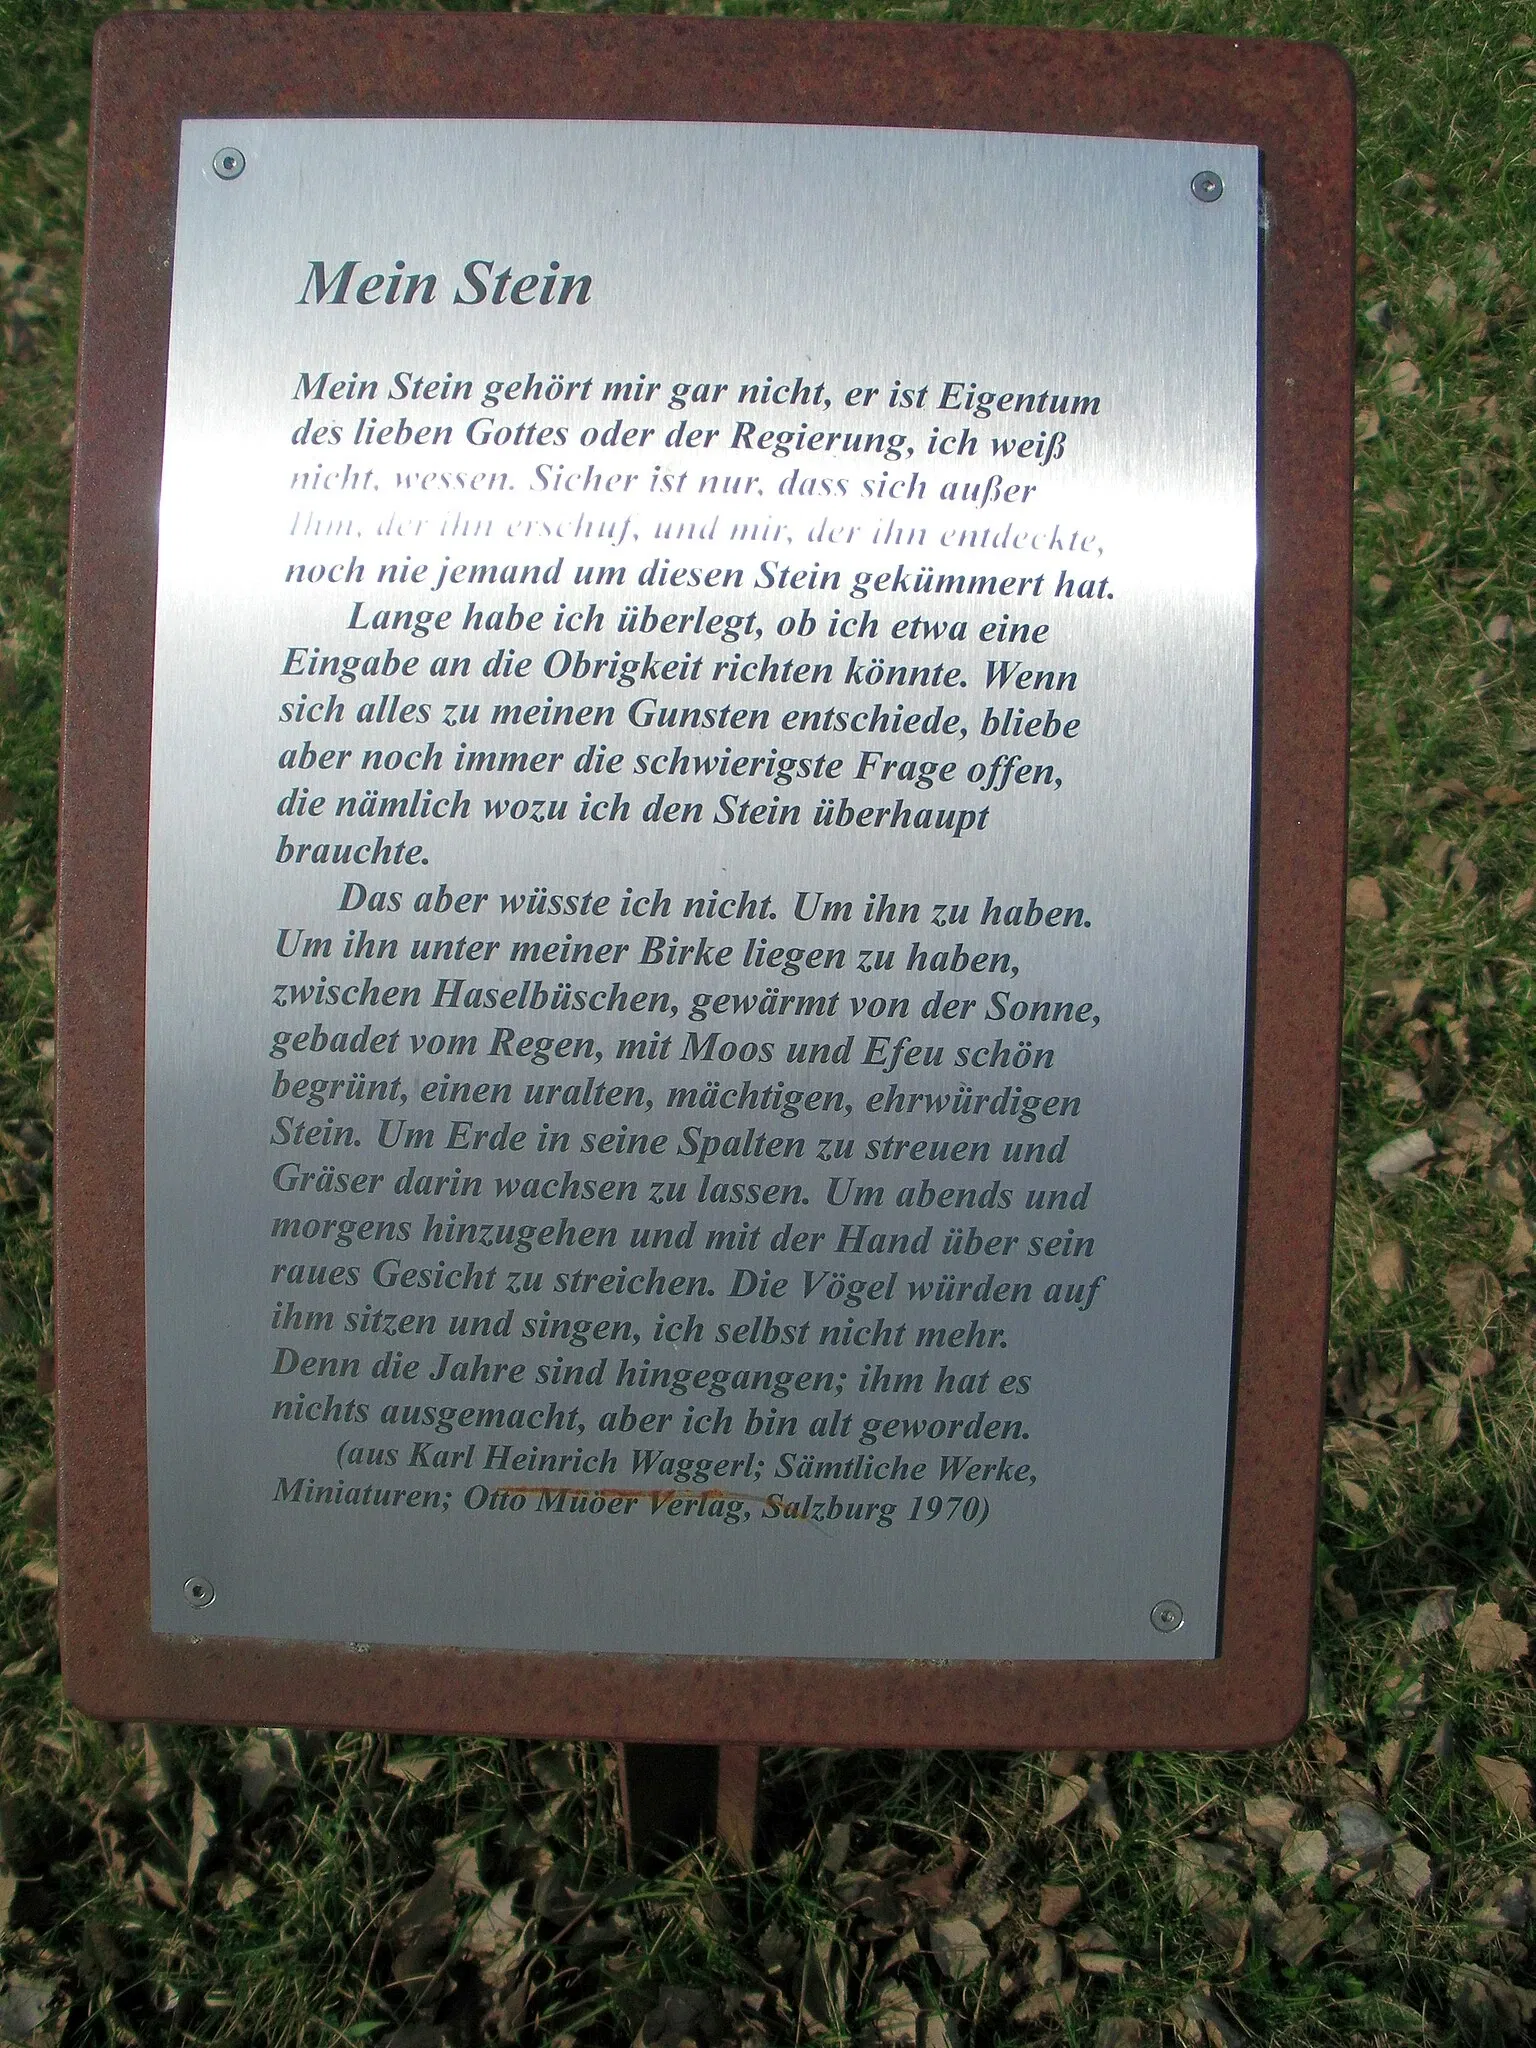 Mein Stein
Mein Stein gehört mir gar nicht, er ist Eigentum
des lieben Gottes oder der Regierung, ich weiß
nicht, wessen. Sicher ist nur, dass sich außer
Ihm, der ihn erschuf, und mir, der ihn entdeckte,
noch nie jemand um diesen Stein gekümmert hat.
Lange habe ich überlegt, ob ich etwa eine
Eingabe an die Obrigkeit richten könnte. Wenn
sich alles zu meinen Gunsten entschiede, bliebe
aber noch immer die schwierigste Frage offen,
die nämlich wozu ich den Stein überhaupt
brauchte.
Das aber wüsste ich nicht. Um ihn zu haben.
Um ihn unter meiner Birke liegen zu haben,
zwischen Haselbüschen, gewärmt von der Sonne,
gebadet vom Regen, mit Moos und Efeu schön
begrünt, einen uralten, mächtigen, ehrwürdigen
Stein. Um Erde in seine Spalten zu streuen und
Gräser darin wachsen zu lassen. Um abends und
morgens hinzugehen und mit der Hand über sein
raues Gesicht zu streichen. Die Vögel würden auf
ihm sitzen und singen, ich selbst nicht mehr.
Denn die Jahre sind hingegangen; ihm hat es
nichts ausgemacht, aber ich bin alt geworden.
(aus Karl Heinrich Waggerl; Sämtliche Werke,
Miniaturen; Otto Müöer Verlag, Salzburg 1970)